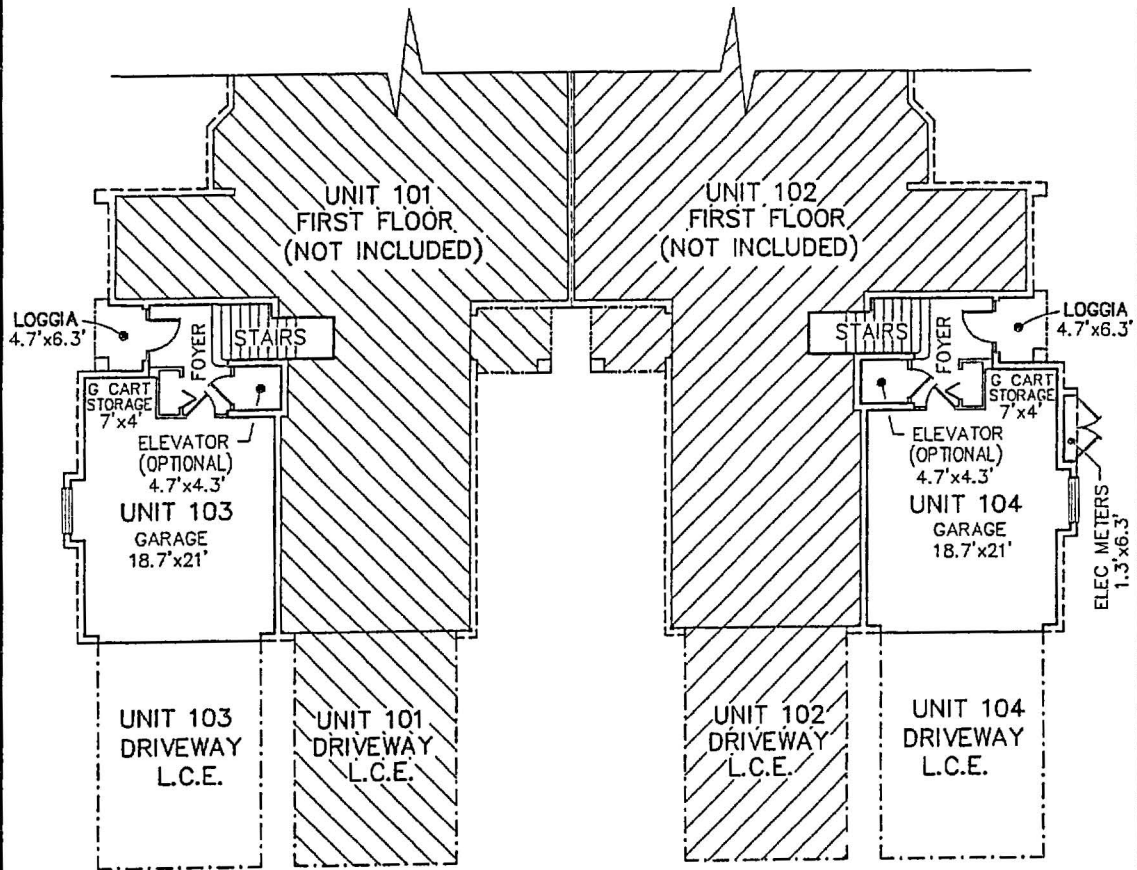 UNIT 101
FIRST FLOOR
(NOT INCLUDED)
UNIT 102
FIRST FLOOR
(NOT INCLUDED)
LOGGIA
4.7'x6.3'
FOYER
STAIRS
G CART
STORAGE
7'x4'
ELEVATOR
(OPTIONAL)
4.7'x4.3'
UNIT 103
GARAGE
18.7'x21'
STAIRS
FOYER
LOGGIA
4.7'x6.3'
G CART
STORAGE
7'x4'
ELEVATOR
(OPTIONAL)
4.7'x4.3'
UNIT 104
GARAGE
18.7'x21'
ELEC METERS
1.3'x6.3'
UNIT 103
DRIVEWAY
L.C.E.
UNIT 101
DRIVEWAY
L.C.E.
UNIT 102
DRIVEWAY
L.C.E.
UNIT 104
DRIVEWAY
L.C.E.